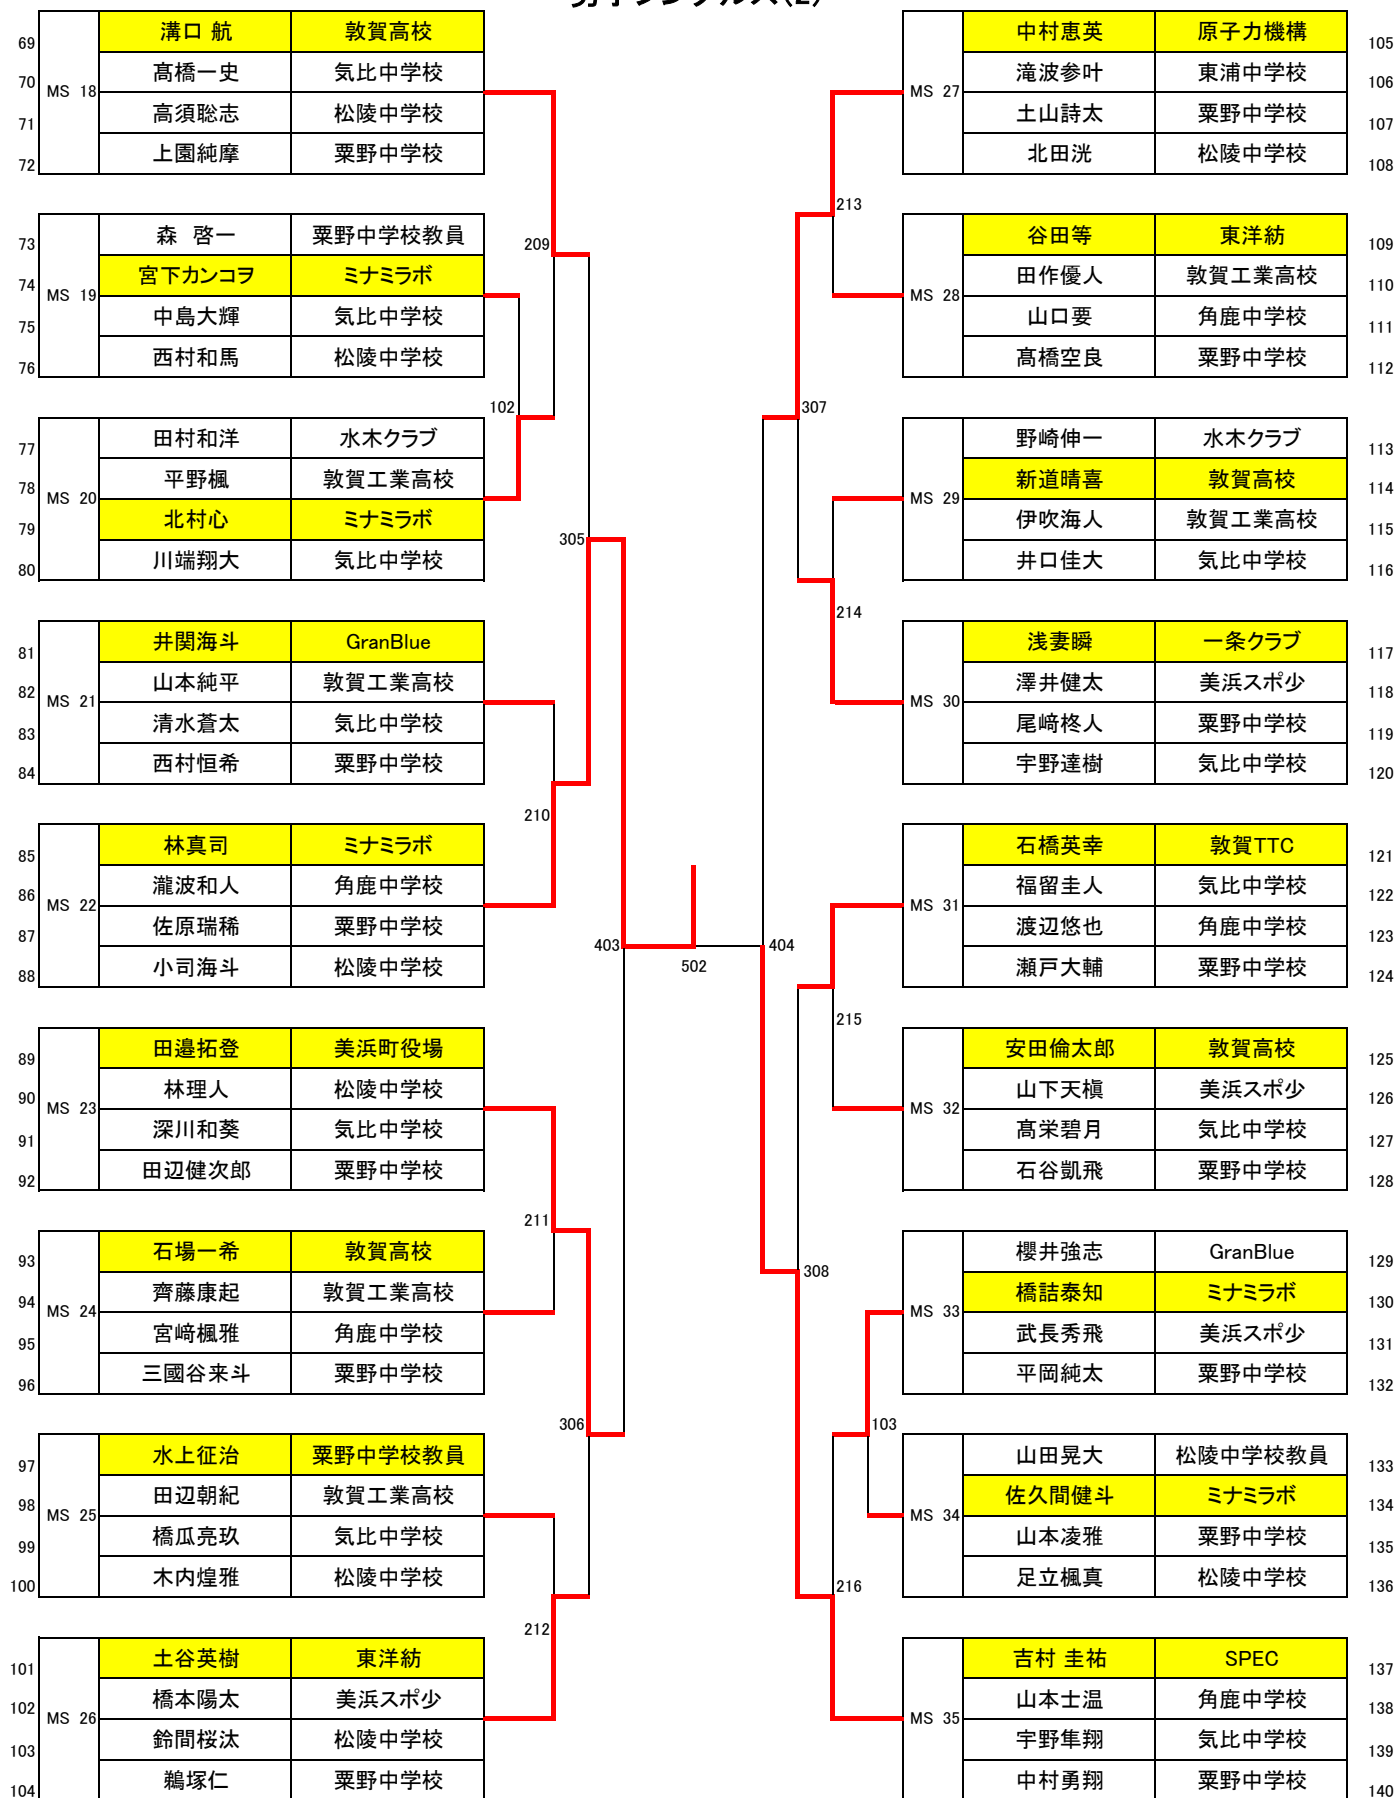 69 溝口 航 敦賀高校
70 髙橋一史 気比中学校
MS 18
71 高須聡志 松陵中学校
72 上園純摩 粟野中学校
73 森 啓一 粟野中学校教員
74 宮下カンコヲ ミナミラボ
MS 19
75 中島大輝 気比中学校
76 西村和馬 松陵中学校
77 田村和洋 水木クラブ
78 平野楓 敦賀工業高校
MS 20
79 北村心 ミナミラボ
80 川端翔大 気比中学校
81 井関海斗 GranBlue
82 山本純平 敦賀工業高校
MS 21
83 清水蒼太 気比中学校
84 西村恒希 粟野中学校
85 林真司 ミナミラボ
86 瀧波和人 角鹿中学校
MS 22
87 佐原瑞稀 粟野中学校
88 小司海斗 松陵中学校
89 田邉拓登 美浜町役場
90 林理人 松陵中学校
MS 23
91 深川和葵 気比中学校
92 田辺健次郎 粟野中学校
93 石場一希 敦賀高校
94 齊藤康起 敦賀工業高校
MS 24
95 宮﨑楓雅 角鹿中学校
96 三國谷来斗 粟野中学校
97 水上征治 粟野中学校教員
98 田辺朝紀 敦賀工業高校
MS 25
99 橋瓜亮玖 気比中学校
100 木内煌雅 松陵中学校
101 土谷英樹 東洋紡
102 橋本陽太 美浜スポ少
MS 26
103 鈴間桜汰 松陵中学校
104 鵜塚仁 粟野中学校
209
102
305
210
403
211
306
212
502
213
307
214
404
215
308
103
216
中村恵英 原子力機構 105
滝波参叶 東浦中学校 106
MS 27
土山詩太 粟野中学校 107
北田洸 松陵中学校 108
谷田等 東洋紡 109
田作優人 敦賀工業高校 110
MS 28
山口要 角鹿中学校 111
髙橋空良 粟野中学校 112
野崎伸一 水木クラブ 113
新道晴喜 敦賀高校 114
MS 29
伊吹海人 敦賀工業高校 115
井口佳大 気比中学校 116
浅妻瞬 一条クラブ 117
澤井健太 美浜スポ少 118
MS 30
尾﨑柊人 粟野中学校 119
宇野達樹 気比中学校 120
石橋英幸 敦賀TTC 121
福留圭人 気比中学校 122
MS 31
渡辺悠也 角鹿中学校 123
瀬戸大輔 粟野中学校 124
安田倫太郎 敦賀高校 125
山下天槇 美浜スポ少 126
MS 32
髙栄碧月 気比中学校 127
石谷凱飛 粟野中学校 128
櫻井強志 GranBlue 129
橋詰泰知 ミナミラボ 130
MS 33
武長秀飛 美浜スポ少 131
平岡純太 粟野中学校 132
山田晃大 松陵中学校教員 133
佐久間健斗 ミナミラボ 134
MS 34
山本凌雅 粟野中学校 135
足立楓真 松陵中学校 136
吉村 圭祐 SPEC 137
山本士温 角鹿中学校 138
MS 35
宇野隼翔 気比中学校 139
中村勇翔 粟野中学校 140